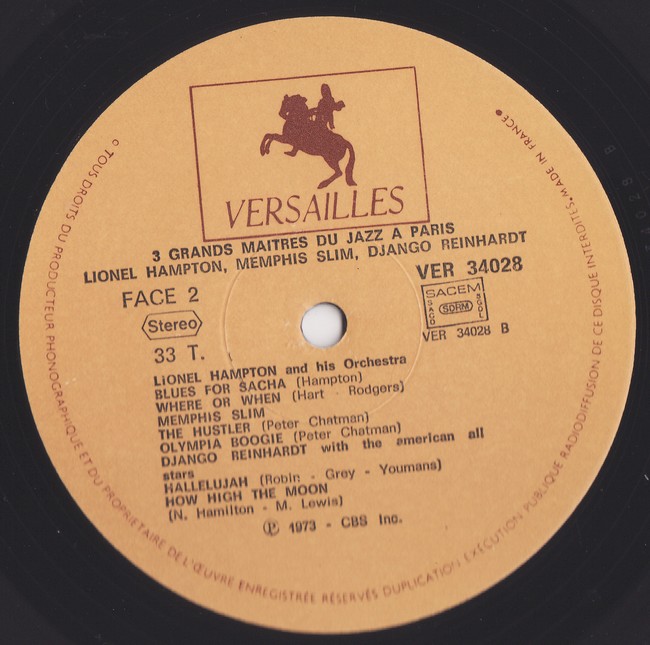 VERSAILLES
3 GRANDS MAITRES DU JAZZ A PARIS
LIONEL HAMPTON, MEMPHIS SLIM, DJANGO REINHARDT
FACE 2
Stereo
33 T.
VER 34028
SACEM
SACD
SDRM
SGDL
VER 34028 B
LIONEL HAMPTON and his Orchestra
BLUES FOR SACHA (Hampton)
WHERE OR WHEN (Hart - Rodgers)
MEMPHIS SLIM
THE HUSTLER (Peter Chatman)
OLYMPIA BOOGIE (Peter Chatman)
DJANGO REINHARDT with the american all
stars
HALLELUJAH (Robin - Grey - Youmans)
HOW HIGH THE MOON
(N. Hamilton - M. Lewis)
℗ 1973 - CBS Inc.
© TOUS DROITS DU PRODUCTEUR PHONOGRAPHIQUE ET DU PROPRIETAIRE DE L'ŒUVRE ENREGISTRÉE RÉSERVÉS DUPLICATION EXÉCUTION PUBLIQUE RADIODIFFUSION DE CE DISQUE INTERDITES. MADE IN FRANCE •